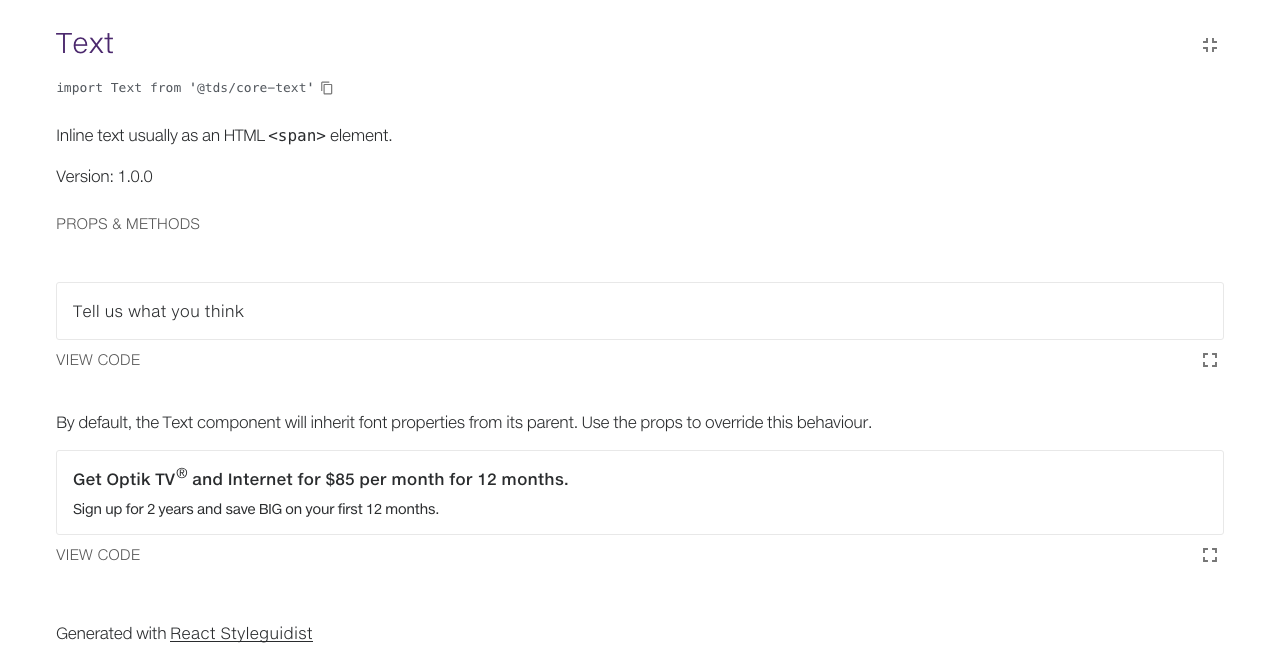 Text
import Text from '@tds/core-text'
Inline text usually as an HTML <span> element.
Version: 1.0.0
PROPS & METHODS
Tell us what you think
VIEW CODE
By default, the Text component will inherit font properties from its parent. Use the props to override this behaviour.
Get Optik TV® and Internet for $85 per month for 12 months.
Sign up for 2 years and save BIG on your first 12 months.
VIEW CODE
Generated with React Styleguidist